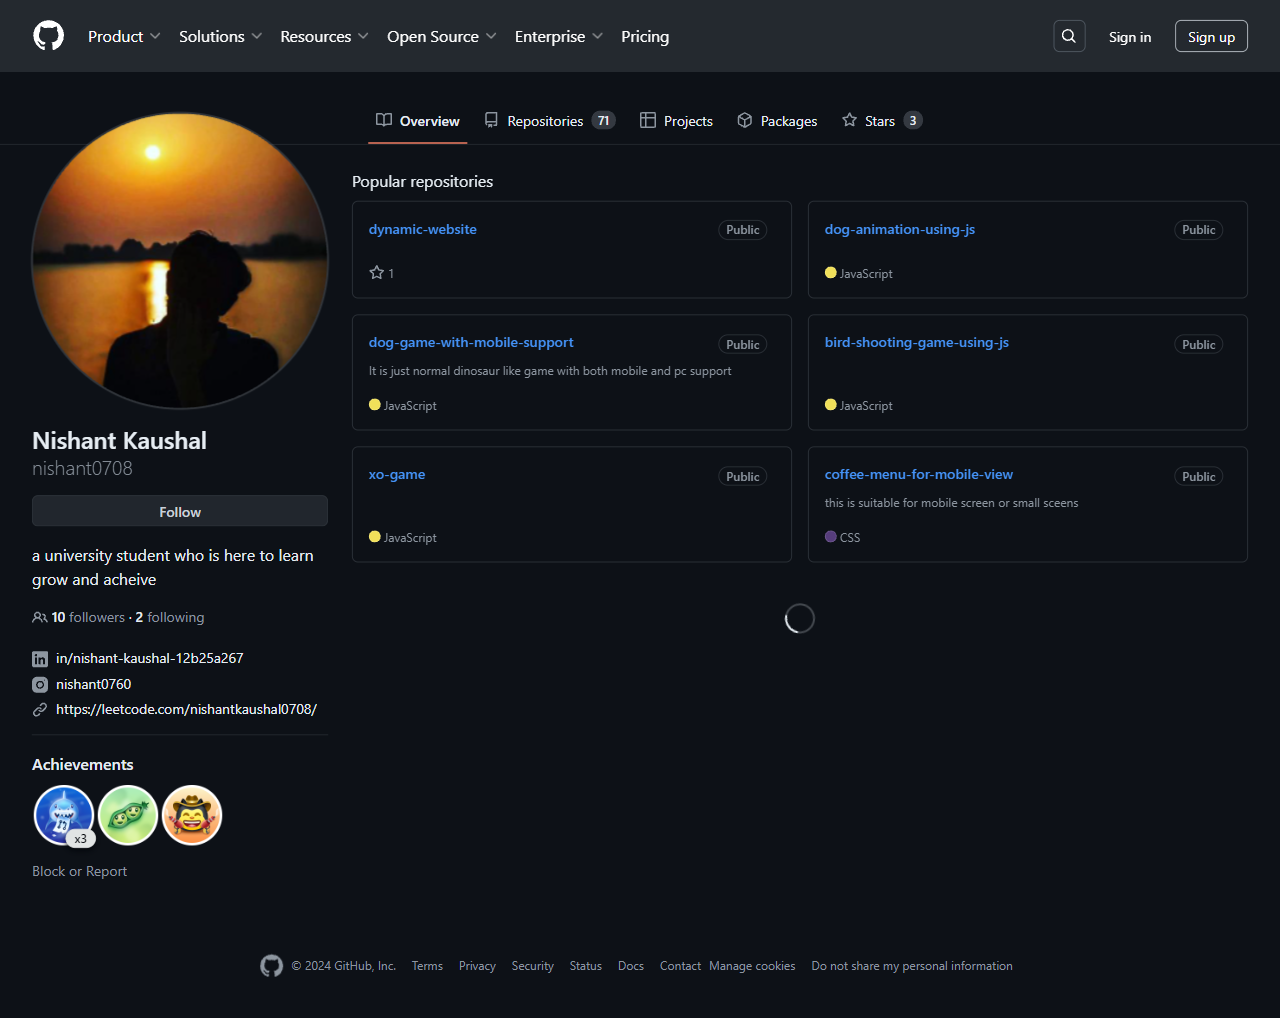 Product Solutions Resources Open Source Enterprise Pricing Sign in Sign up
Overview Repositories 71 Projects Packages Stars 3
Nishant Kaushal
nishant0708
Follow
a university student who is here to learn
grow and acheive
10 followers · 2 following
in/nishant-kaushal-12b25a267
nishant0760
https://leetcode.com/nishantkaushal0708/
Achievements
x3
Block or Report
Popular repositories
dynamic-website Public
1
dog-animation-using-js Public
JavaScript
dog-game-with-mobile-support Public
It is just normal dinosaur like game with both mobile and pc support
JavaScript
bird-shooting-game-using-js Public
JavaScript
xo-game Public
JavaScript
coffee-menu-for-mobile-view Public
this is suitable for mobile screen or small sceens
CSS
© 2024 GitHub, Inc. Terms Privacy Security Status Docs Contact Manage cookies Do not share my personal information